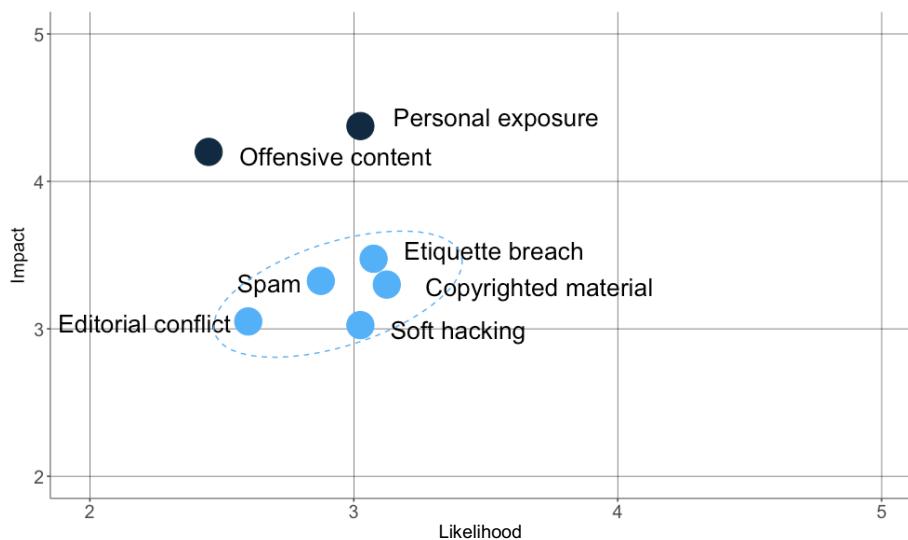 5
Personal exposure
Offensive content
4
Impact
Etiquette breach
Spam
Copyrighted material
Editorial conflict
Soft hacking
3
2
2
3
4
5
Likelihood